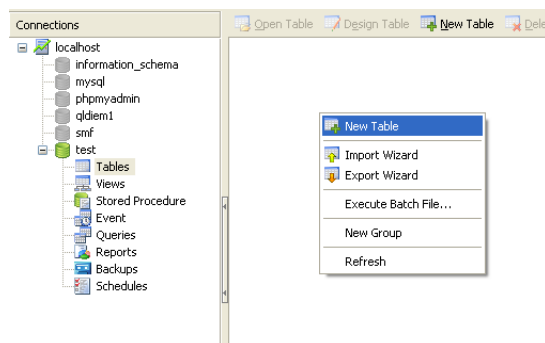 Connections
Open Table Design Table New Table Dele
localhost
information_schema
mysql
phpmyadmin
qldiem1
smf
test
Tables
Views
Stored Procedure
Event
Queries
Reports
Backups
Schedules
New Table
Import Wizard
Export Wizard
Execute Batch File...
New Group
Refresh